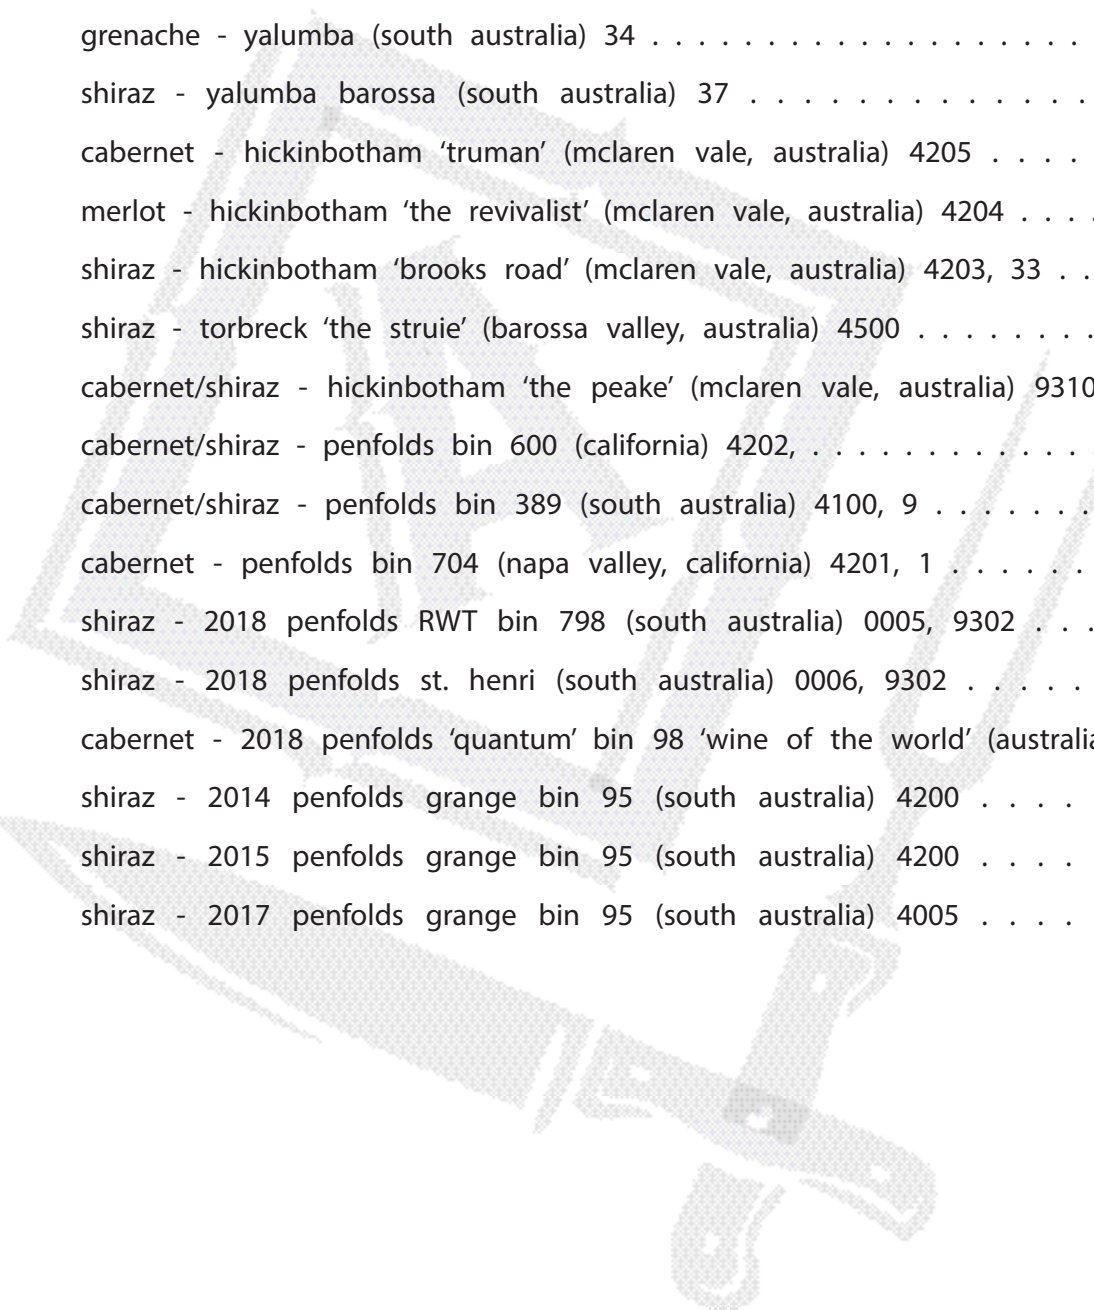 grenache - yalumba (south australia) 34 . . . . . . . . . . . . . . . . . . .
shiraz - yalumba barossa (south australia) 37 . . . . . . . . . . . . .
cabernet - hickinbotham ‘truman’ (mclaren vale, australia) 4205 . . . .
merlot - hickinbotham ‘the revivalist’ (mclaren vale, australia) 4204 . . . .
shiraz - hickinbotham ‘brooks road’ (mclaren vale, australia) 4203, 33 . .
shiraz - torbreck ‘the struie’ (barossa valley, australia) 4500 . . . . . . . .
cabernet/shiraz - hickinbotham ‘the peake’ (mclaren vale, australia) 9310
cabernet/shiraz - penfolds bin 600 (california) 4202, . . . . . . . . . . . . .
cabernet/shiraz - penfolds bin 389 (south australia) 4100, 9 . . . . . . . .
cabernet - penfolds bin 704 (napa valley, california) 4201, 1 . . . . . .
shiraz - 2018 penfolds RWT bin 798 (south australia) 0005, 9302 . . .
shiraz - 2018 penfolds st. henri (south australia) 0006, 9302 . . . . .
cabernet - 2018 penfolds ‘quantum’ bin 98 ‘wine of the world’ (australia
shiraz - 2014 penfolds grange bin 95 (south australia) 4200 . . . .
shiraz - 2015 penfolds grange bin 95 (south australia) 4200 . . . .
shiraz - 2017 penfolds grange bin 95 (south australia) 4005 . . . .